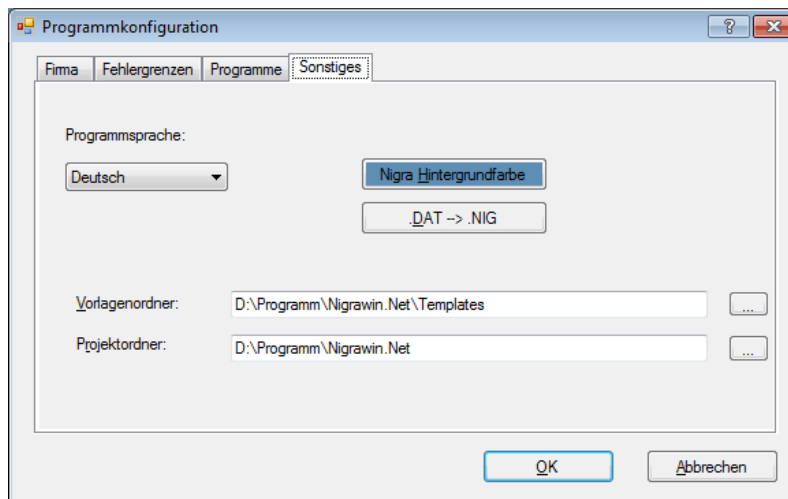 Programmkonfiguration
?
Firma Fehlergrenzen Programme Sonstiges
Programmsprache:
Deutsch
Nigra Hintergrundfarbe
.DAT --> .NIG
Vorlagenordner: D:\Programm\Nigrawin.Net\Templates ...
Projektordner: D:\Programm\Nigrawin.Net ...
OK Abbrechen